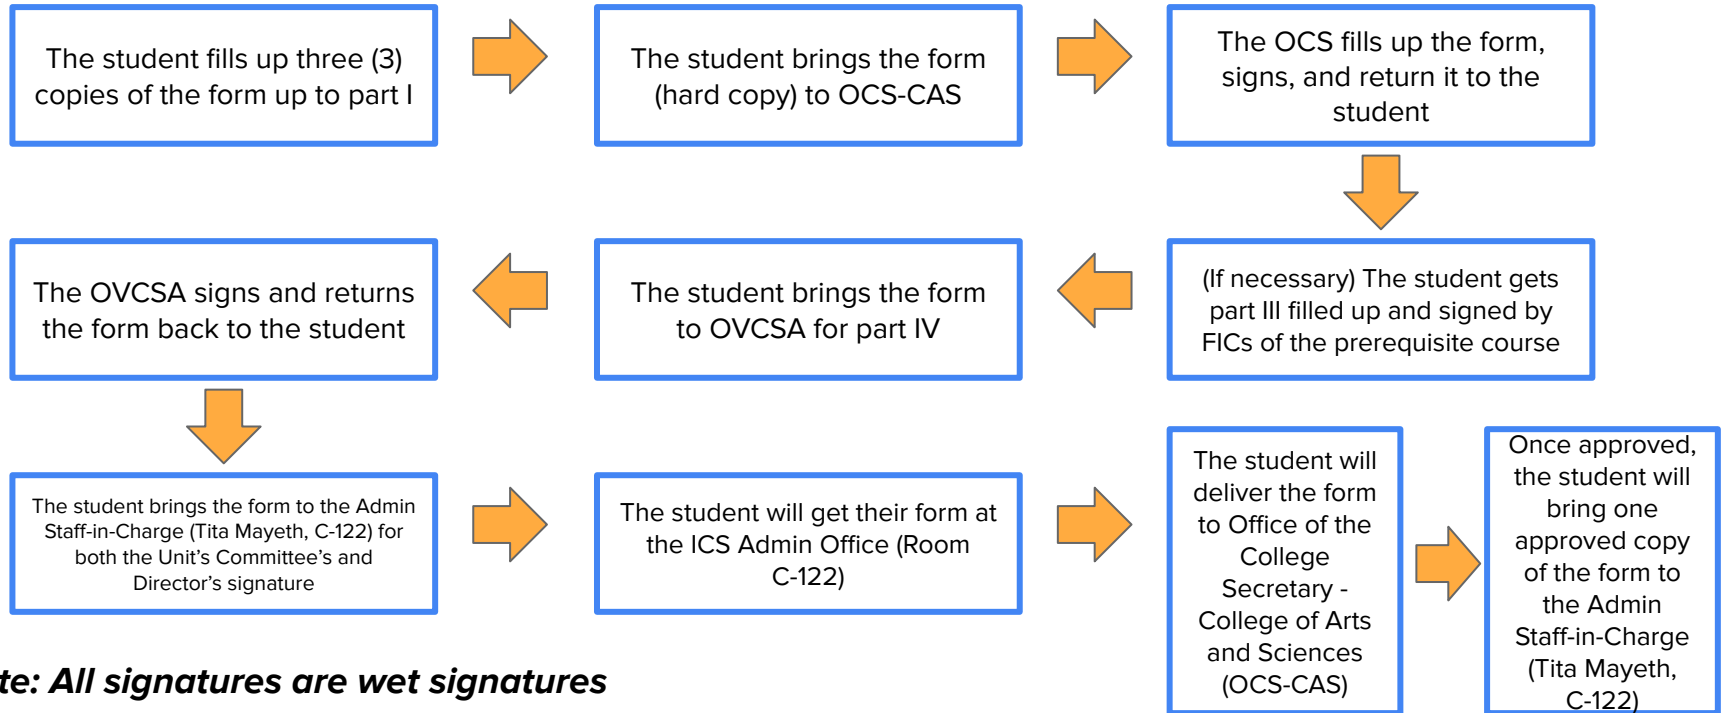 The student fills up three (3)
copies of the form up to part I
The student brings the form
(hard copy) to OCS-CAS
The OCS fills up the form,
signs, and return it to the
student
(If necessary) The student gets
part III filled up and signed by
FICs of the prerequisite course
The student brings the form
to OVCSA for part IV
The OVCSA signs and returns
the form back to the student
The student brings the form to the Admin
Staff-in-Charge (Tita Mayeth, C-122) for
both the Unit’s Committee’s and
Director’s signature
The student will get their form at
the ICS Admin Office (Room
C-122)
The student will
deliver the form
to Office of the
College
Secretary -
College of Arts
and Sciences
(OCS-CAS)
Once approved,
the student will
bring one
approved copy
of the form to
the Admin
Staff-in-Charge
(Tita Mayeth,
C-122)
te: All signatures are wet signatures